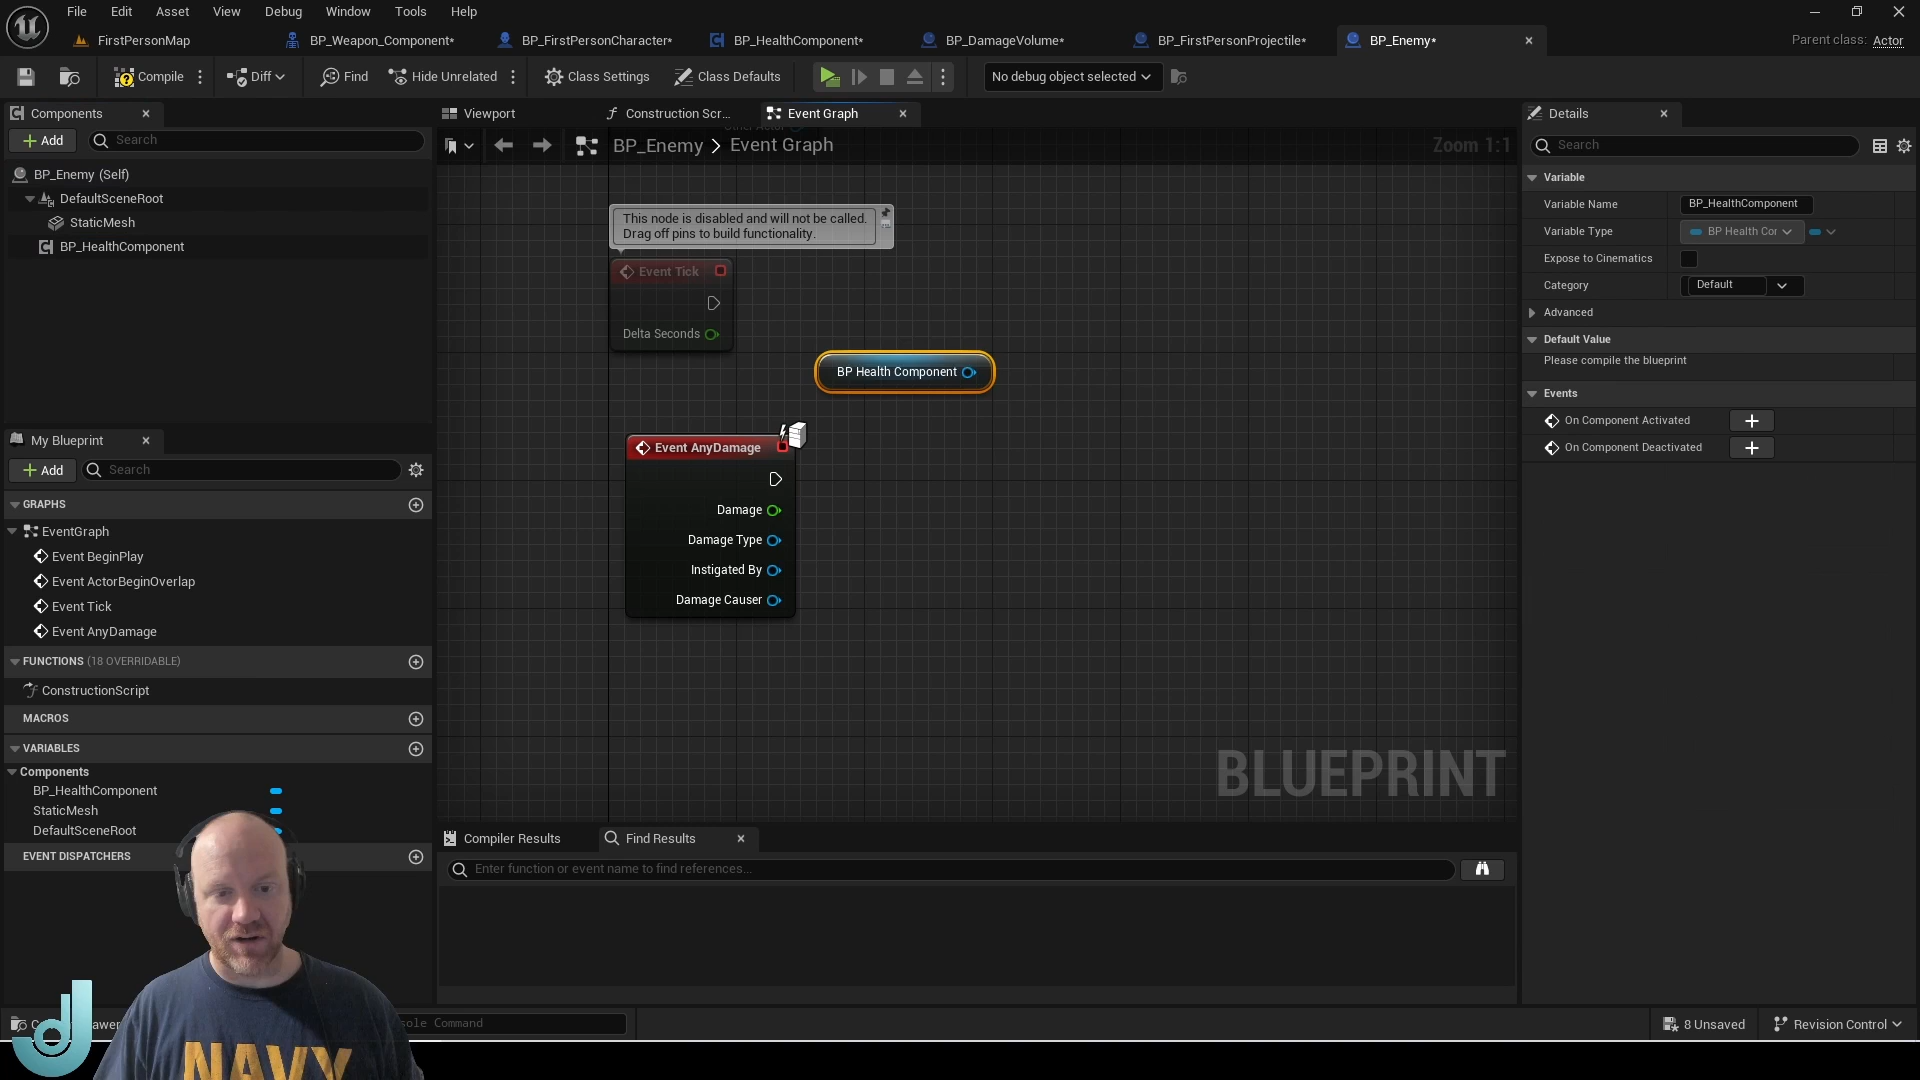 File Edit Asset View Debug Window Tools Help
FirstPersonMap
BP_Weapon_Component*
BP_FirstPersonCharacter*
BP_HealthComponent*
BP_DamageVolume*
BP_FirstPersonProjectile*
BP_Enemy*
Parent class: Actor
Compile
Diff
Find
Hide Unrelated
Class Settings
Class Defaults
No debug object selected
Components
Add
Search
BP_Enemy (Self)
DefaultSceneRoot
StaticMesh
BP_HealthComponent
My Blueprint
Add
Search
GRAPHS
EventGraph
Event BeginPlay
Event ActorBeginOverlap
Event Tick
Event AnyDamage
FUNCTIONS (18 OVERRIDABLE)
ConstructionScript
MACROS
VARIABLES
Components
BP_HealthComponent
StaticMesh
DefaultSceneRoot
EVENT DISPATCHERS
Viewport
Construction Scr...
Event Graph
BP_Enemy > Event Graph
Zoom 1:1
This node is disabled and will not be called.
Drag off pins to build functionality.
Event Tick
Delta Seconds
BP Health Component
Event AnyDamage
Damage
Damage Type
Instigated By
Damage Causer
BLUEPRINT
Compiler Results
Find Results
Enter function or event name to find references...
Details
Search
Variable
Variable Name
BP_HealthComponent
Variable Type
BP Health Cor
Expose to Cinematics
Category
Default
Advanced
Default Value
Please compile the blueprint
Events
On Component Activated
On Component Deactivated
Command
8 Unsaved
Revision Control
NAVY